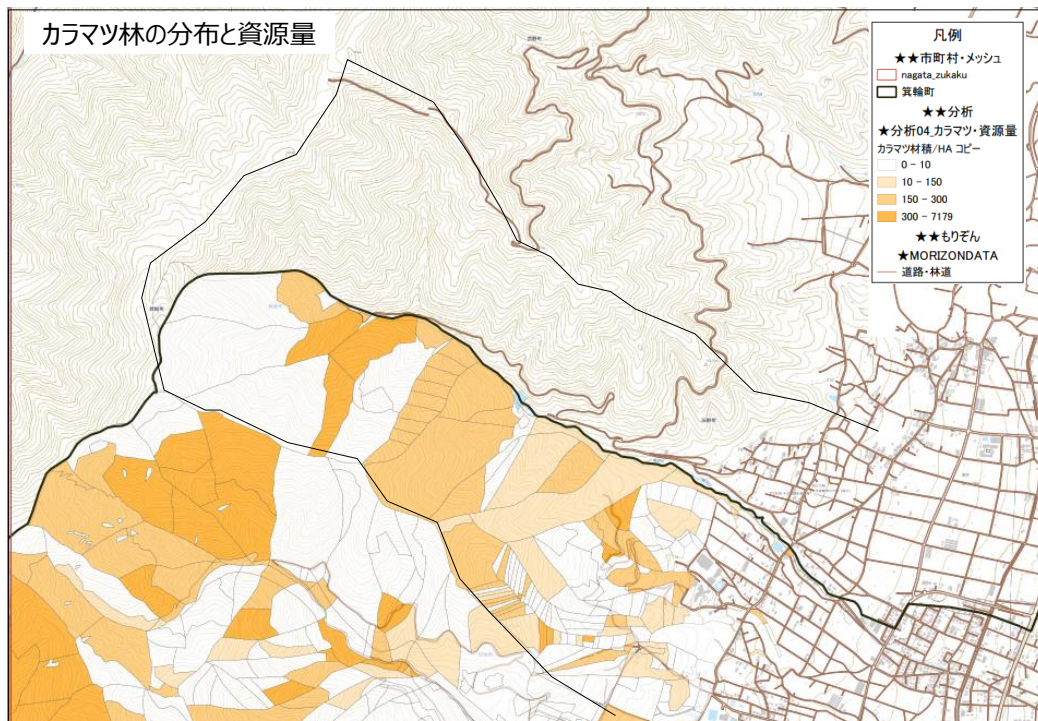 カラマツ林の分布と資源量
凡例
★★市町村・メッシュ
nagata_zukaku
箕輪町
★★分析
★分析04_カラマツ・資源量
カラマツ材積/HA コピー
0 - 10
10 - 150
150 - 300
300 - 7179
★★もりぞん
★MORIZONDATA
道路・林道